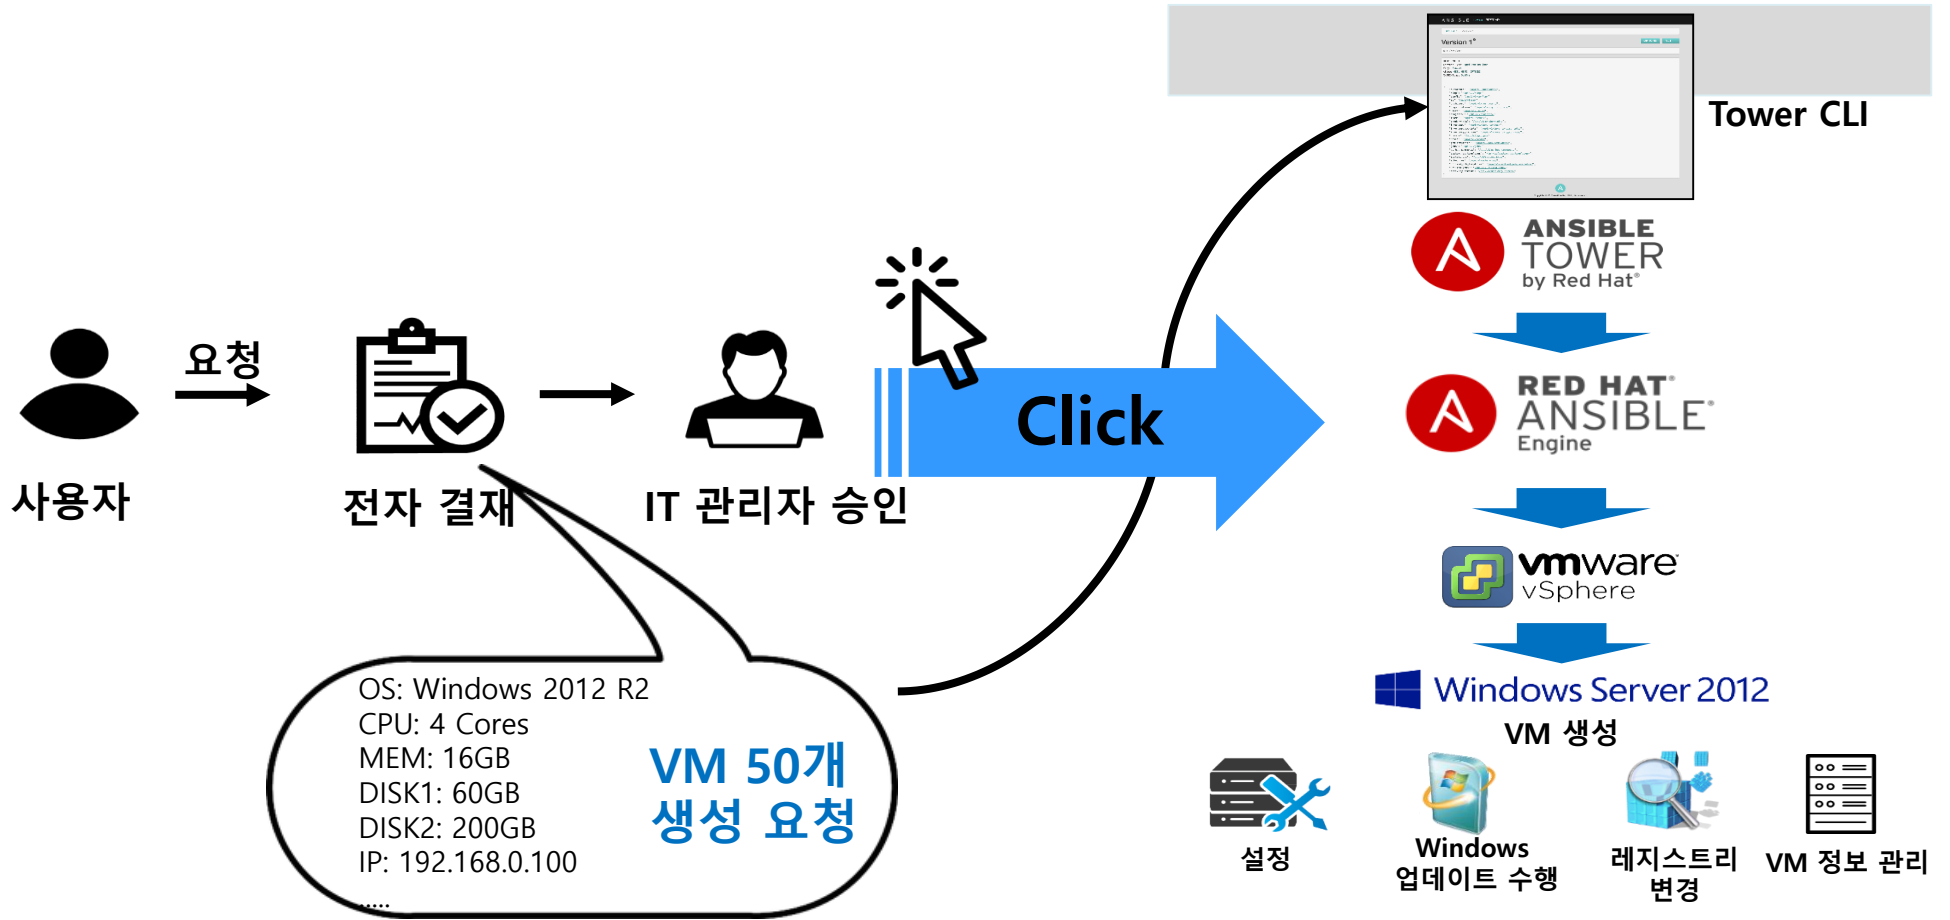 Version 1
Tower CLI
ANSIBLE
TOWER
by Red Hat®
요청
Click
RED HAT®
ANSIBLE®
Engine
사용자
전자 결재
IT 관리자 승인
vmware
vSphere
OS: Windows 2012 R2
CPU: 4 Cores
MEM: 16GB
DISK1: 60GB
DISK2: 200GB
IP: 192.168.0.100
.....
VM 50개
생성 요청
Windows Server 2012
VM 생성
설정
Windows
업데이트 수행
레지스트리
변경
VM 정보 관리